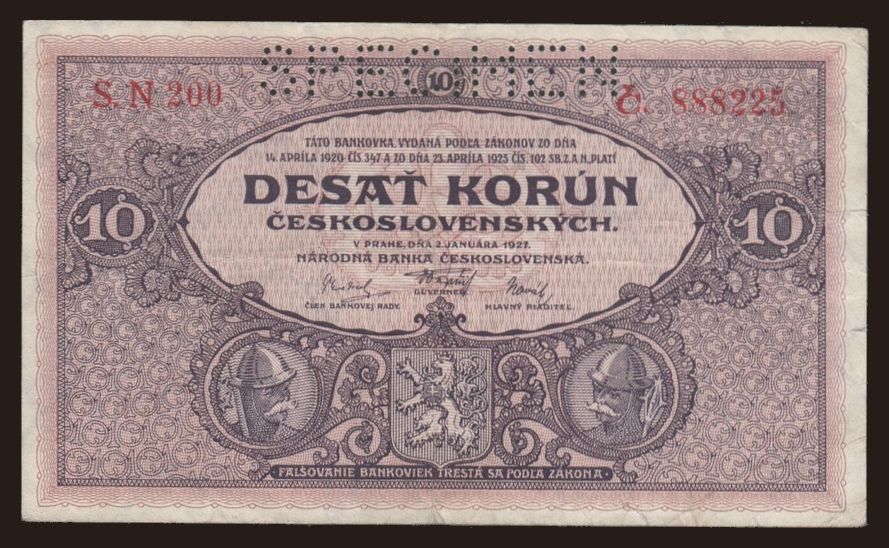 SPECIMEN
10
S. N 200
Č. 888225
TÁTO BANKOVKA VYDANÁ PODĽA ZÁKONOV ZO DŇA
14. APRÍLA 1920 ČÍS. 347 A ZO DŇA 23. APRÍLA 1925 ČÍS. 102 SB. Z. A N. PLATÍ
DESAŤ KORÚN
ČESKOSLOVENSKÝCH.
10
10
V PRAHE, DŇA 2. JANUÁRA 1927.
NÁRODNÁ BANKA ČESKOSLOVENSKÁ.
ČLEN BANKOVEJ RADY.
GUVERNER.
HLAVNÝ RIADITEL.
FALŠOVANIE BANKOVIEK TRESTÁ SA PODĽA ZÁKONA.